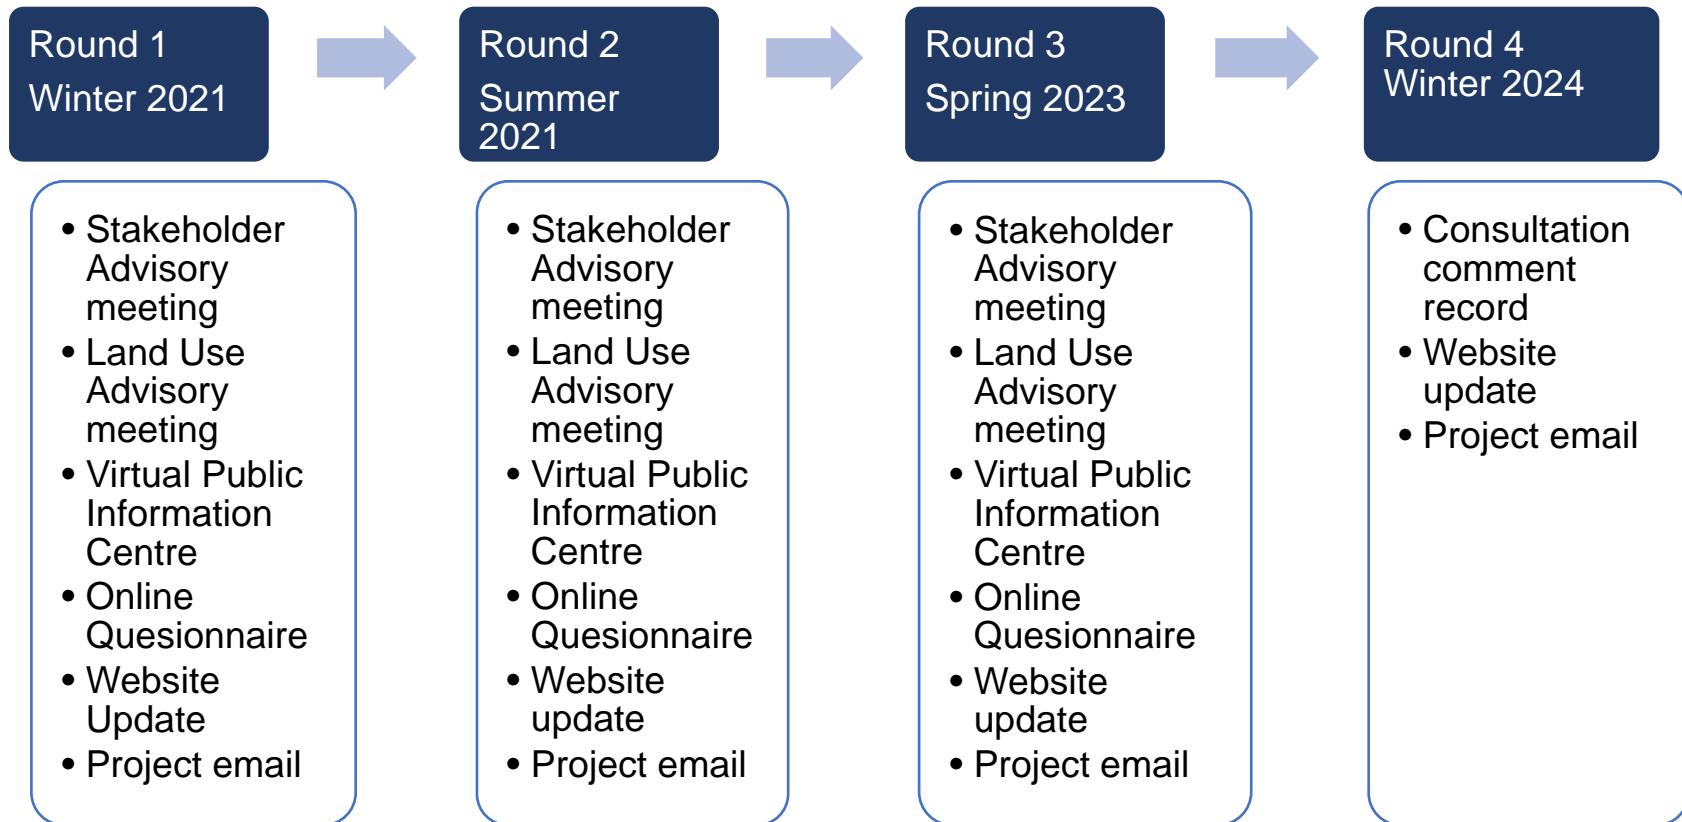 Round 1
Winter 2021
• Stakeholder
Advisory
meeting
• Land Use
Advisory
meeting
• Virtual Public
Information
Centre
• Online
Quesionnaire
• Website
Update
• Project email
Round 2
Summer
2021
• Stakeholder
Advisory
meeting
• Land Use
Advisory
meeting
• Virtual Public
Information
Centre
• Online
Quesionnaire
• Website
update
• Project email
Round 3
Spring 2023
• Stakeholder
Advisory
meeting
• Land Use
Advisory
meeting
• Virtual Public
Information
Centre
• Online
Quesionnaire
• Website
update
• Project email
Round 4
Winter 2024
• Consultation
comment
record
• Website
update
• Project email